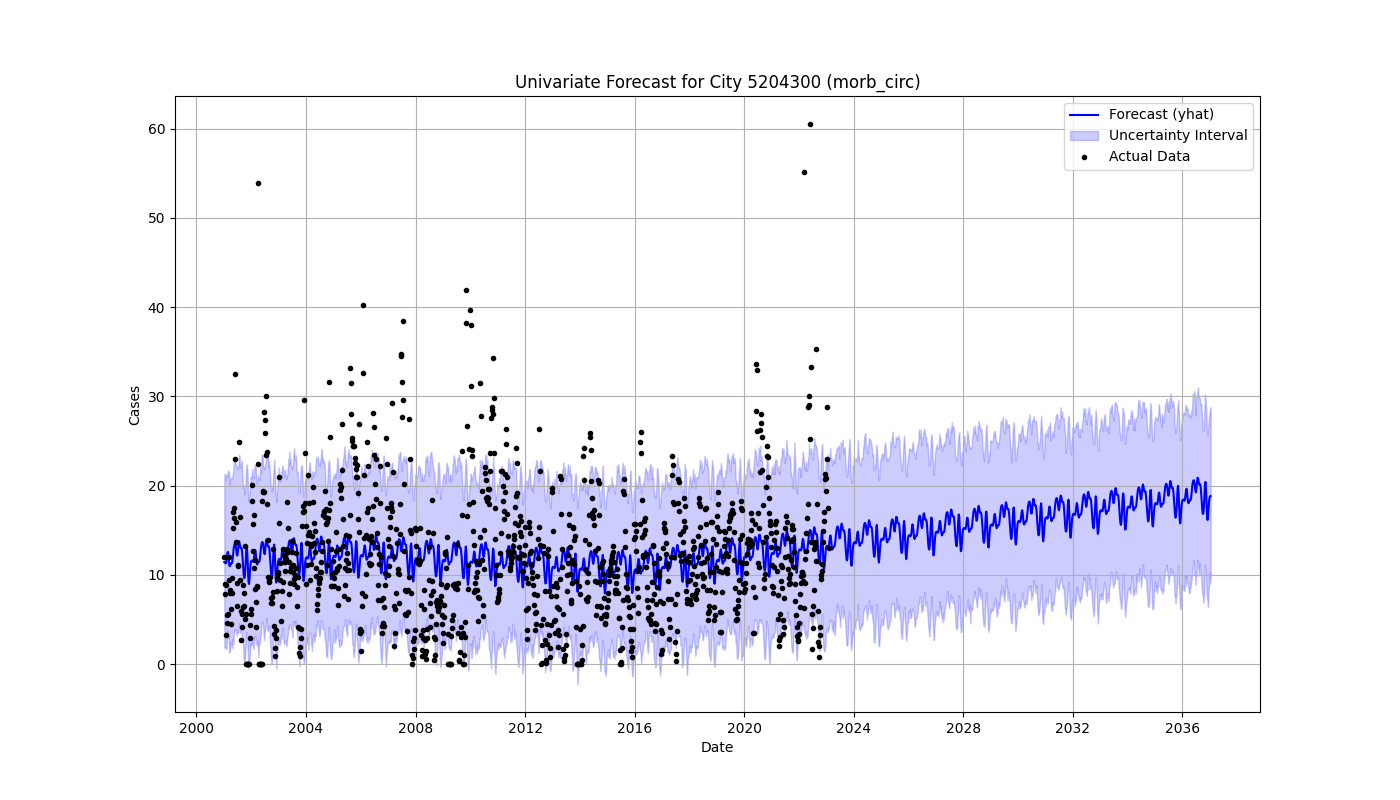 Univariate Forecast for City 5204300 (morb_circ)
Forecast (yhat)
Uncertainty Interval
Actual Data
Cases
60
50
40
30
20
10
0
2000 2004 2008 2012 2016 2020 2024 2028 2032 2036
Date